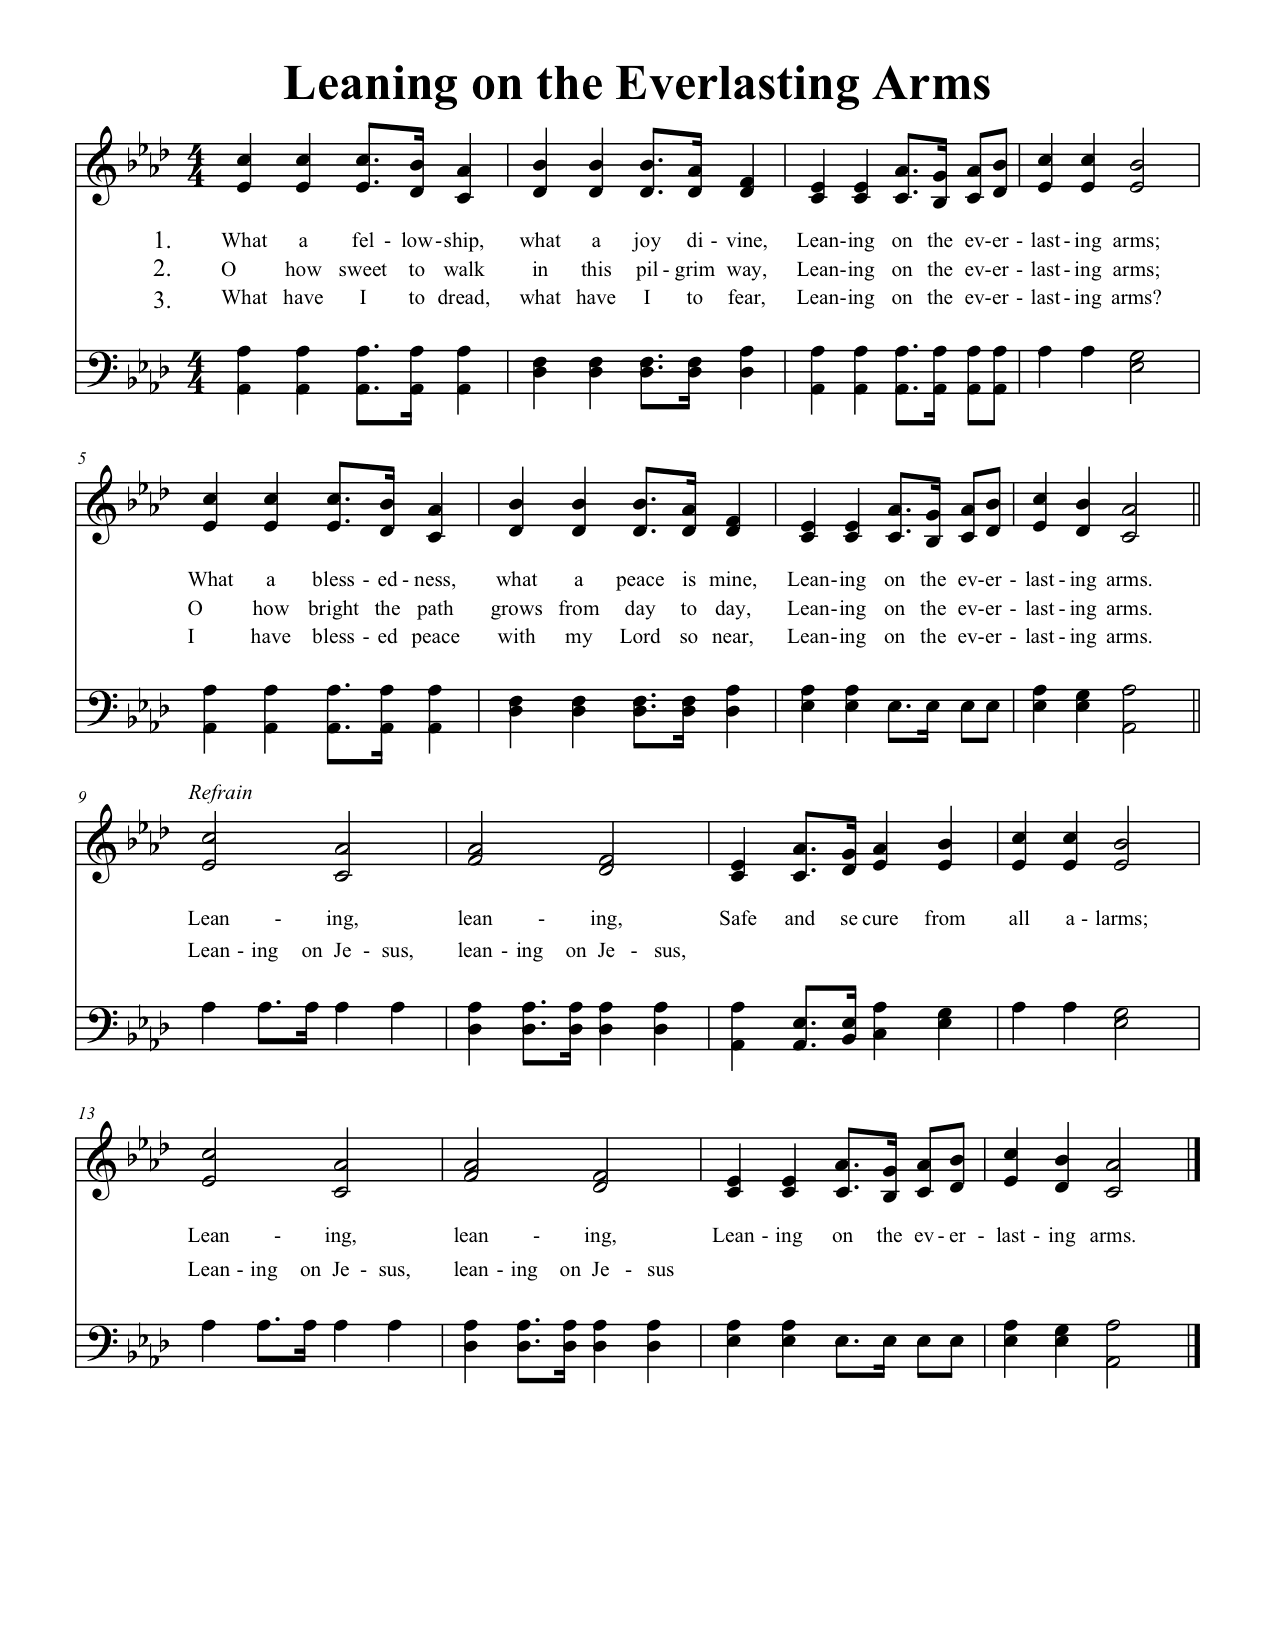 Leaning on the Everlasting Arms
4
4
1. What a fel - low - ship, what a joy di - vine, Lean - ing on the ev - er - last - ing arms;
2. O how sweet to walk in this pil - grim way, Lean - ing on the ev - er - last - ing arms;
3. What have I to dread, what have I to fear, Lean - ing on the ev - er - last - ing arms?
4
4
5
What a bless - ed - ness, what a peace is mine, Lean - ing on the ev - er - last - ing arms.
O how bright the path grows from day to day, Lean - ing on the ev - er - last - ing arms.
I have bless - ed peace with my Lord so near, Lean - ing on the ev - er - last - ing arms.
9 Refrain
Lean - ing, lean - ing, Safe and se cure from all a - larms;
Lean - ing on Je - sus, lean - ing on Je - sus,
13
Lean - ing, lean - ing, Lean - ing on the ev - er - last - ing arms.
Lean - ing on Je - sus, lean - ing on Je - sus